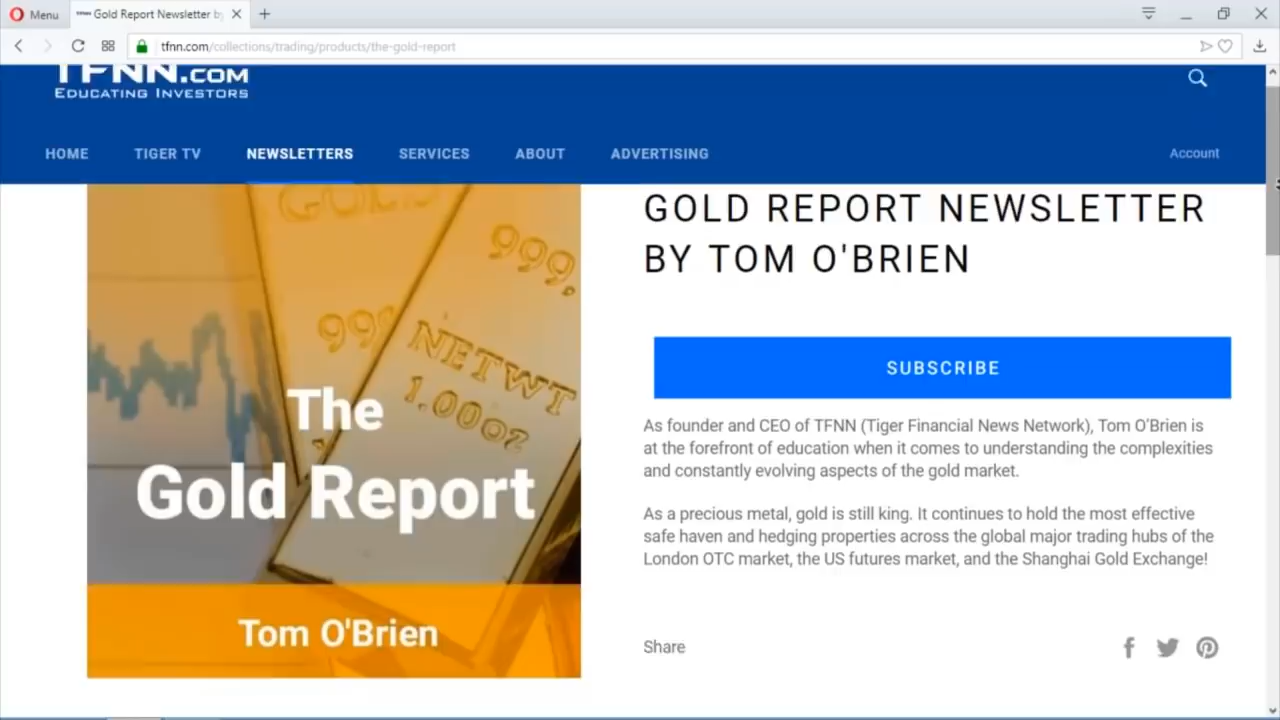 Menu
TFNN Gold Report Newsletter by
tfnn.com/collections/trading/products/the-gold-report
TFNN.COM
EDUCATING INVESTORS
HOME
TIGER TV
NEWSLETTERS
SERVICES
ABOUT
ADVERTISING
Account
GOLD
999.
999
NETWT
1.00oz
The
Gold Report
Tom O'Brien
GOLD REPORT NEWSLETTER
BY TOM O'BRIEN
SUBSCRIBE
As founder and CEO of TFNN (Tiger Financial News Network), Tom O'Brien is
at the forefront of education when it comes to understanding the complexities
and constantly evolving aspects of the gold market.
As a precious metal, gold is still king. It continues to hold the most effective
safe haven and hedging properties across the global major trading hubs of the
London OTC market, the US futures market, and the Shanghai Gold Exchange!
Share